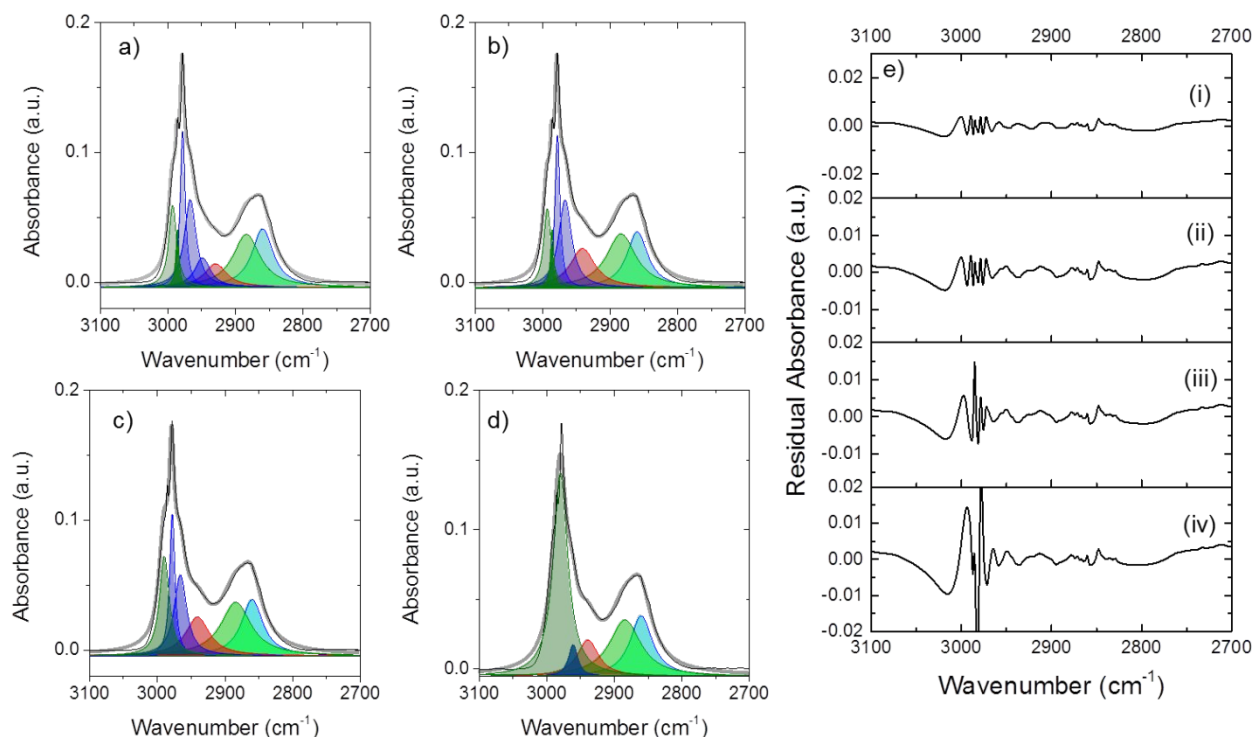 a)
0.2
0.1
0.0
Absorbance (a.u.)
3100 3000 2900 2800 2700
Wavenumber (cm-1)
b)
0.2
0.1
0.0
Absorbance (a.u.)
3100 3000 2900 2800 2700
Wavenumber (cm-1)
c)
0.2
0.1
0.0
Absorbance (a.u.)
3100 3000 2900 2800 2700
Wavenumber (cm-1)
d)
0.2
0.1
0.0
Absorbance (a.u.)
3100 3000 2900 2800 2700
Wavenumber (cm-1)
3100 3000 2900 2800 2700
e)
(i)
0.02
0.00
-0.02
(ii)
0.02
0.01
0.00
-0.01
(iii)
0.02
0.01
0.00
-0.01
(iv)
0.02
0.01
0.00
-0.01
-0.02
Residual Absorbance (a.u.)
3100 3000 2900 2800 2700
Wavenumber (cm-1)